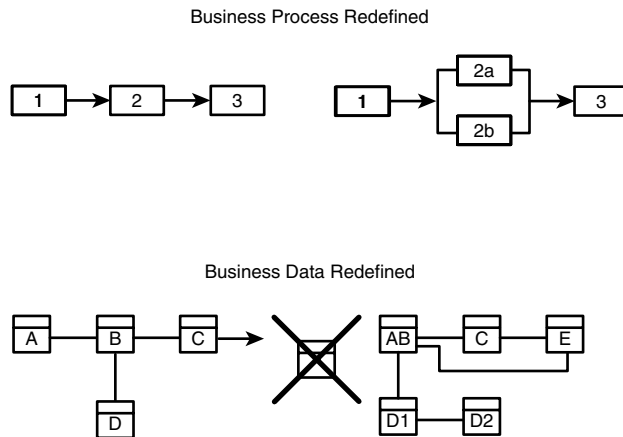 Business Process Redefined
1 2 3
2a
1 3
2b
Business Data Redefined
A B C AB C E
D D1 D2